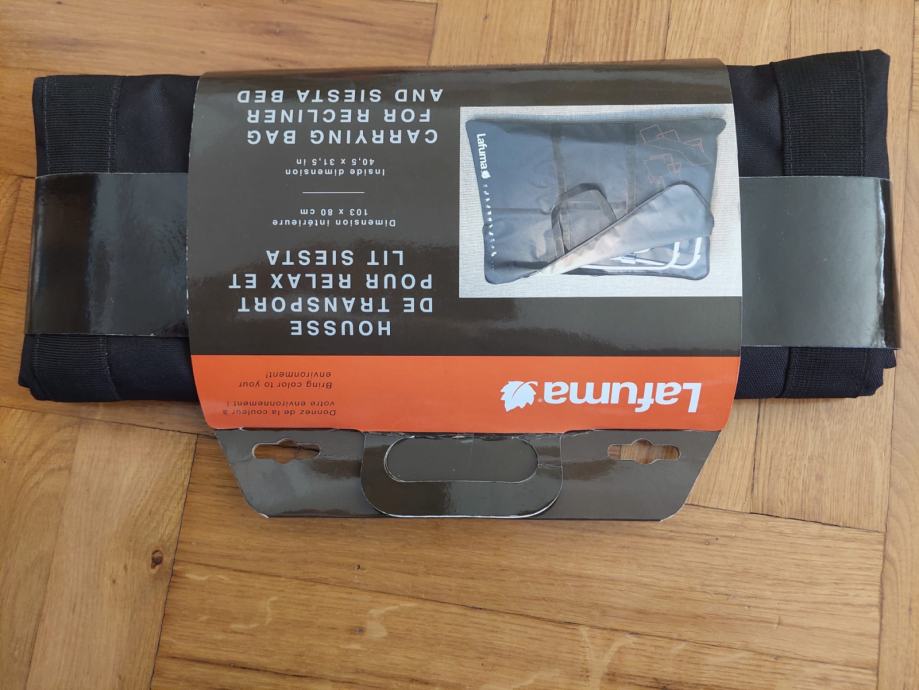 Lafuma
Donnez de la couleur à
votre environnement !
Bring color to your
environment!
HOUSSE
DE TRANSPORT
POUR RELAX ET
LIT SIESTA
Dimension intérieure
103 x 80 cm
Inside dimension
40,5 x 31,5 in
CARRYING BAG
FOR RECLINER
AND SIESTA BED
Lafuma